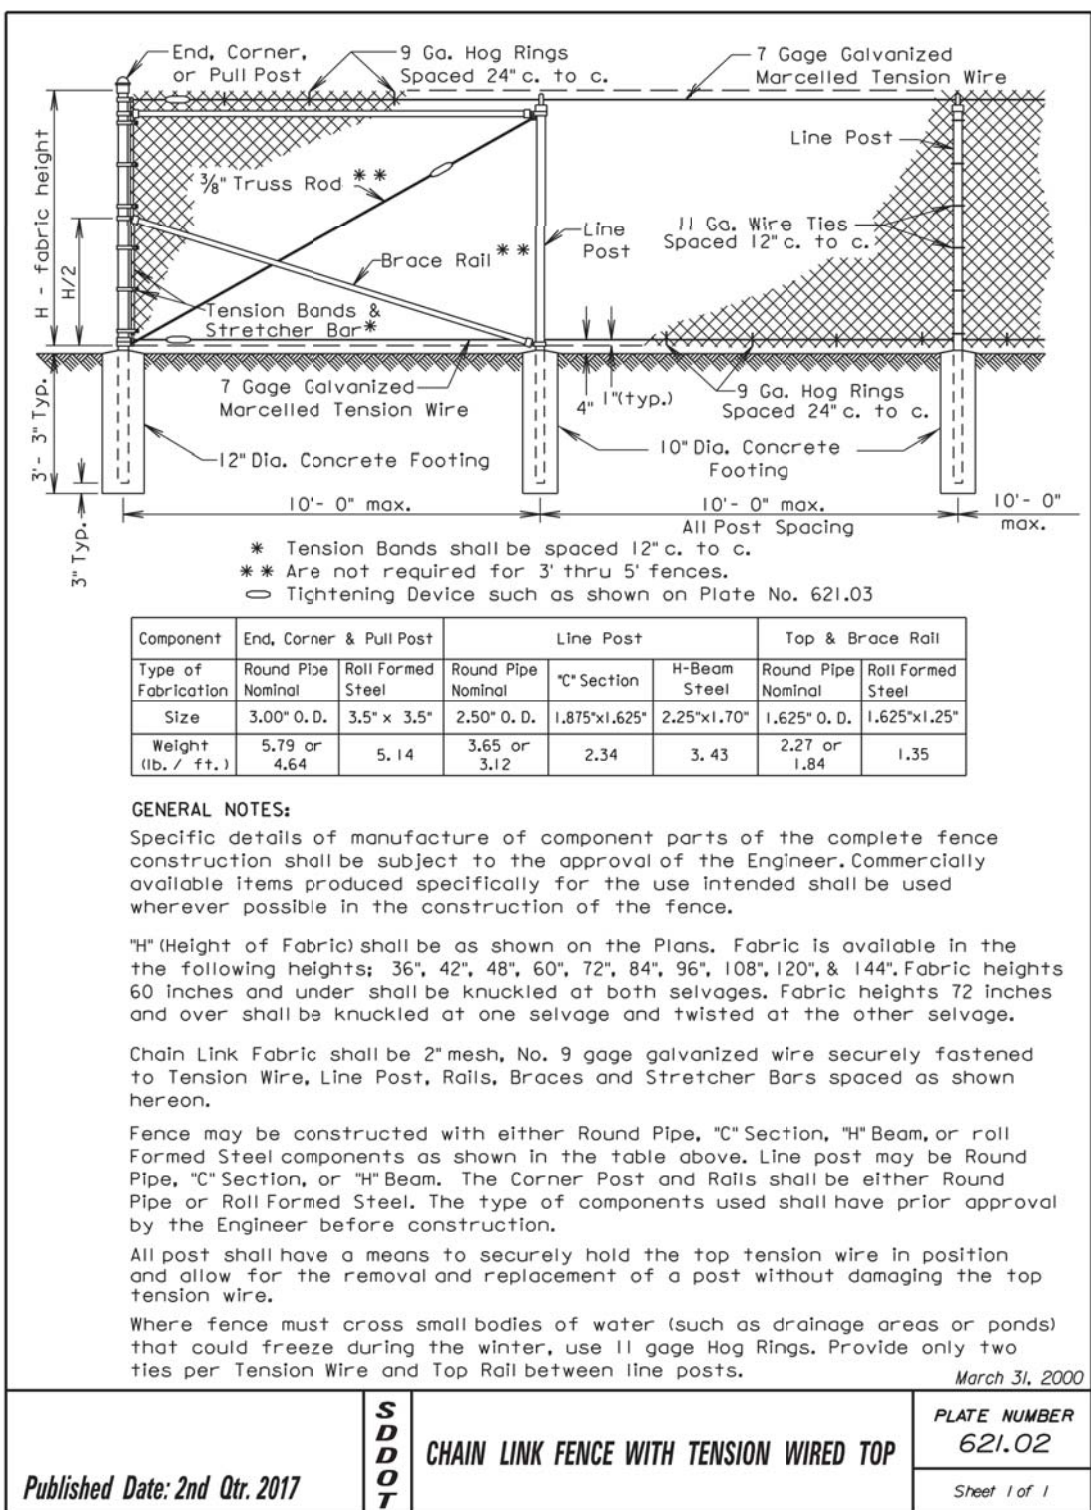 End, Corner,
or Pull Post
9 Ga. Hog Rings
Spaced 24" c. to c.
7 Gage Galvanized
Marcelled Tension Wire
Line Post
H - fabric height
H/2
3/8" Truss Rod **
Brace Rail **
Line
Post
11 Ga. Wire Ties
Spaced 12" c. to c.
Tension Bands &
Stretcher Bar*
7 Gage Galvanized
Marcelled Tension Wire
4"
1"(typ.)
9 Ga. Hog Rings
Spaced 24" c. to c.
3'- 3" Typ.
12" Dia. Concrete Footing
10" Dia. Concrete
Footing
3" Typ.
10'- 0" max.
10'- 0" max.
All Post Spacing
10'- 0"
max.
* Tension Bands shall be spaced 12" c. to c.
** Are not required for 3' thru 5' fences.
Tightening Device such as shown on Plate No. 621.03
Component End, Corner & Pull Post Line Post Top & Brace Rail
Type of Fabrication Round Pipe Nominal Roll Formed Steel Round Pipe Nominal "C" Section H-Beam Steel Round Pipe Nominal Roll Formed Steel
Size 3.00" O.D. 3.5" x 3.5" 2.50" O.D. 1.875"x1.625" 2.25"x1.70" 1.625" O.D. 1.625"x1.25"
Weight (lb. / ft.) 5.79 or 4.64 5.14 3.65 or 3.12 2.34 3.43 2.27 or 1.84 1.35
GENERAL NOTES:
Specific details of manufacture of component parts of the complete fence
construction shall be subject to the approval of the Engineer. Commercially
available items produced specifically for the use intended shall be used
wherever possible in the construction of the fence.
"H" (Height of Fabric) shall be as shown on the Plans. Fabric is available in the
the following heights; 36", 42", 48", 60", 72", 84", 96", 108", 120", & 144". Fabric heights
60 inches and under shall be knuckled at both selvages. Fabric heights 72 inches
and over shall be knuckled at one selvage and twisted at the other selvage.
Chain Link Fabric shall be 2" mesh, No. 9 gage galvanized wire securely fastened
to Tension Wire, Line Post, Rails, Braces and Stretcher Bars spaced as shown
hereon.
Fence may be constructed with either Round Pipe, "C" Section, "H" Beam, or roll
Formed Steel components as shown in the table above. Line post may be Round
Pipe, "C" Section, or "H" Beam. The Corner Post and Rails shall be either Round
Pipe or Roll Formed Steel. The type of components used shall have prior approval
by the Engineer before construction.
All post shall have a means to securely hold the top tension wire in position
and allow for the removal and replacement of a post without damaging the top
tension wire.
Where fence must cross small bodies of water (such as drainage areas or ponds)
that could freeze during the winter, use 11 gage Hog Rings. Provide only two
ties per Tension Wire and Top Rail between line posts.
March 31, 2000
Published Date: 2nd Qtr. 2017
SDDOT
CHAIN LINK FENCE WITH TENSION WIRED TOP
PLATE NUMBER
621.02
Sheet 1 of 1